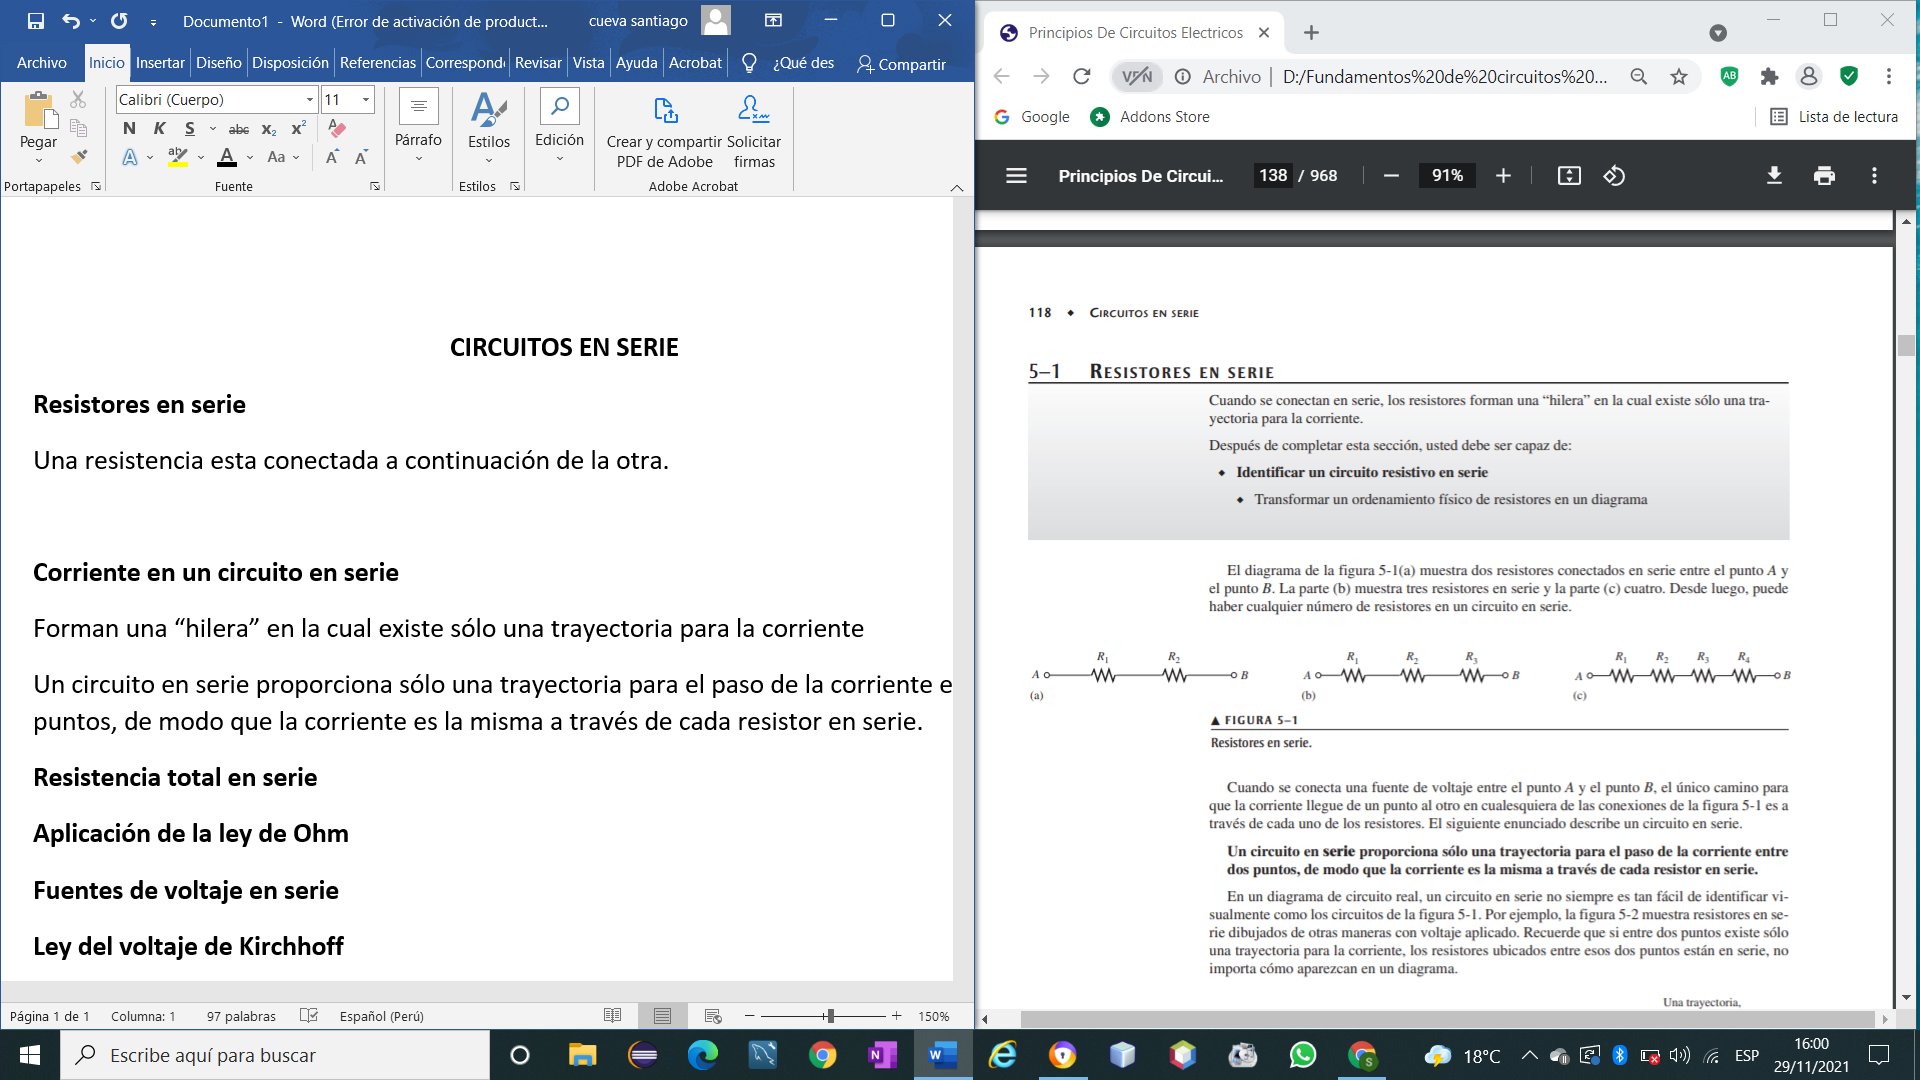 Documento1 - Word (Error de activación de product...
cueva santiago
Archivo Inicio Insertar Diseño Disposición Referencias Correspond Revisar Vista Ayuda Acrobat ¿Qué des Compartir
Pegar
Portapapeles
Calibri (Cuerpo) 11
N K S abc x₂ x²
A ab A Aa A A
Fuente
Párrafo
Estilos
Estilos
Edición
Crear y compartir PDF de Adobe
Solicitar firmas
Adobe Acrobat
CIRCUITOS EN SERIE
Resistores en serie
Una resistencia esta conectada a continuación de la otra.
Corriente en un circuito en serie
Forman una “hilera” en la cual existe sólo una trayectoria para la corriente
Un circuito en serie proporciona sólo una trayectoria para el paso de la corriente e
puntos, de modo que la corriente es la misma a través de cada resistor en serie.
Resistencia total en serie
Aplicación de la ley de Ohm
Fuentes de voltaje en serie
Ley del voltaje de Kirchhoff
Página 1 de 1 Columna: 1 97 palabras Español (Perú) 150%
Principios De Circuitos Electricos
VPN Archivo D:/Fundamentos%20de%20circuitos%20...
AB
Google Addons Store Lista de lectura
Principios De Circui... 138 / 968 91%
118 ◆ CIRCUITOS EN SERIE
5–1 RESISTORES EN SERIE
Cuando se conectan en serie, los resistores forman una “hilera” en la cual existe sólo una tra-
yectoria para la corriente.
Después de completar esta sección, usted debe ser capaz de:
◆ Identificar un circuito resistivo en serie
◆ Transformar un ordenamiento físico de resistores en un diagrama
El diagrama de la figura 5-1(a) muestra dos resistores conectados en serie entre el punto A y
el punto B. La parte (b) muestra tres resistores en serie y la parte (c) cuatro. Desde luego, puede
haber cualquier número de resistores en un circuito en serie.
A R₁ R₂ B
(a)
A R₁ R₂ R₃ B
(b)
A R₁ R₂ R₃ R₄ B
(c)
▲ FIGURA 5–1
Resistores en serie.
Cuando se conecta una fuente de voltaje entre el punto A y el punto B, el único camino para
que la corriente llegue de un punto al otro en cualesquiera de las conexiones de la figura 5-1 es a
través de cada uno de los resistores. El siguiente enunciado describe un circuito en serie.
Un circuito en serie proporciona sólo una trayectoria para el paso de la corriente entre
dos puntos, de modo que la corriente es la misma a través de cada resistor en serie.
En un diagrama de circuito real, un circuito en serie no siempre es tan fácil de identificar vi-
sualmente como los circuitos de la figura 5-1. Por ejemplo, la figura 5-2 muestra resistores en se-
rie dibujados de otras maneras con voltaje aplicado. Recuerde que si entre dos puntos existe sólo
una trayectoria para la corriente, los resistores ubicados entre esos dos puntos están en serie, no
importa cómo aparezcan en un diagrama.
Una trayectoria,
Escribe aquí para buscar
18°C
ESP
16:00
29/11/2021